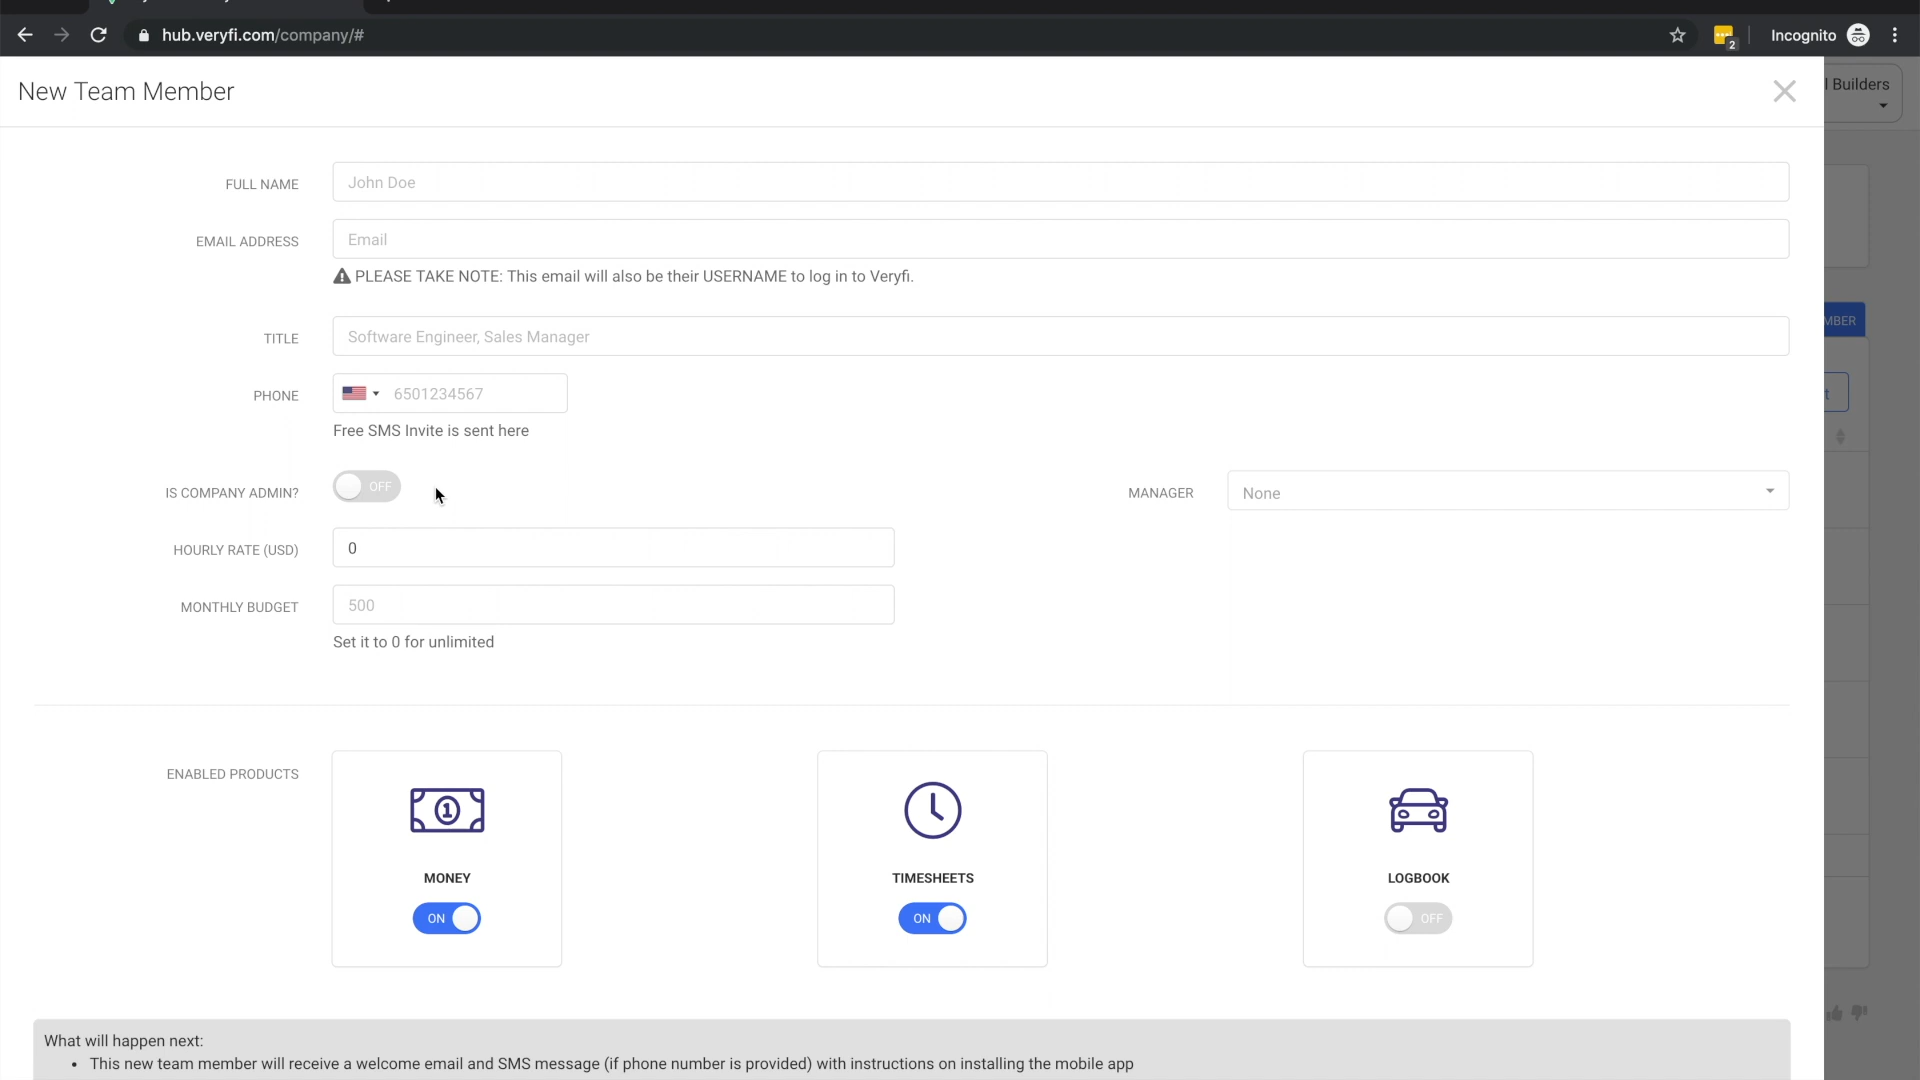 hub.veryfi.com/company/#
2
Incognito
New Team Member
l Builders
FULL NAME
John Doe
EMAIL ADDRESS
Email
PLEASE TAKE NOTE: This email will also be their USERNAME to log in to Veryfi.
MBER
TITLE
Software Engineer, Sales Manager
PHONE
6501234567
t
Free SMS Invite is sent here
IS COMPANY ADMIN?
OFF
MANAGER
None
HOURLY RATE (USD)
0
MONTHLY BUDGET
500
Set it to 0 for unlimited
ENABLED PRODUCTS
1
MONEY
TIMESHEETS
LOGBOOK
ON
ON
OFF
What will happen next:
• This new team member will receive a welcome email and SMS message (if phone number is provided) with instructions on installing the mobile app